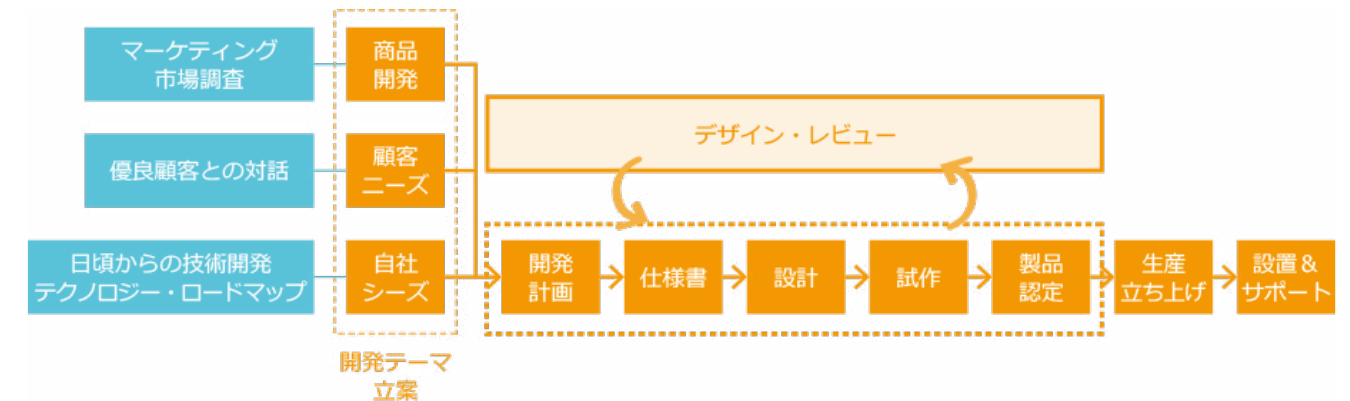 マーケティング
市場調査
商品
開発
デザイン・レビュー
優良顧客との対話
顧客
ニーズ
日頃からの技術開発
テクノロジー・ロードマップ
自社
シーズ
開発
計画
仕様書
設計
試作
製品
認定
生産
立ち上げ
設置＆
サポート
開発テーマ
立案